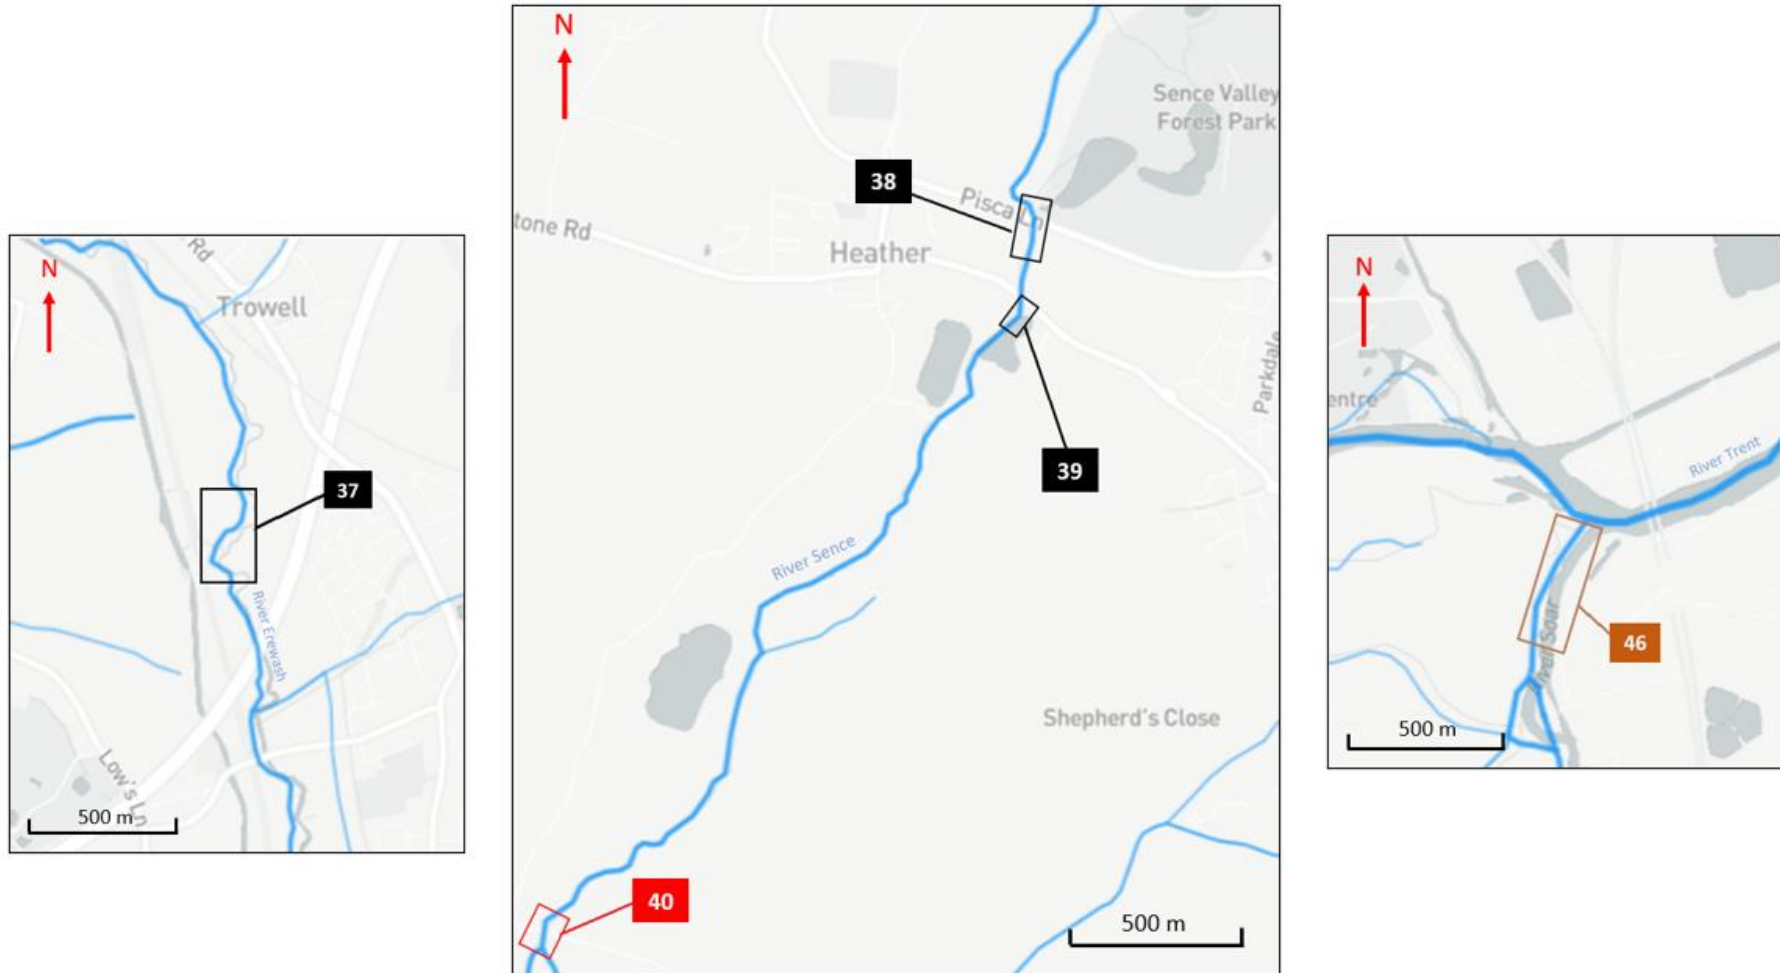 N
Rd
Trowell
37
River Erewash
Low's Ln
500 m
N
Sence Valley
Forest Park
38
Pisca Ln
tone Rd
Heather
Parkdale
39
River Sence
Shepherd's Close
40
500 m
N
entre
River Trent
46
Soar
500 m